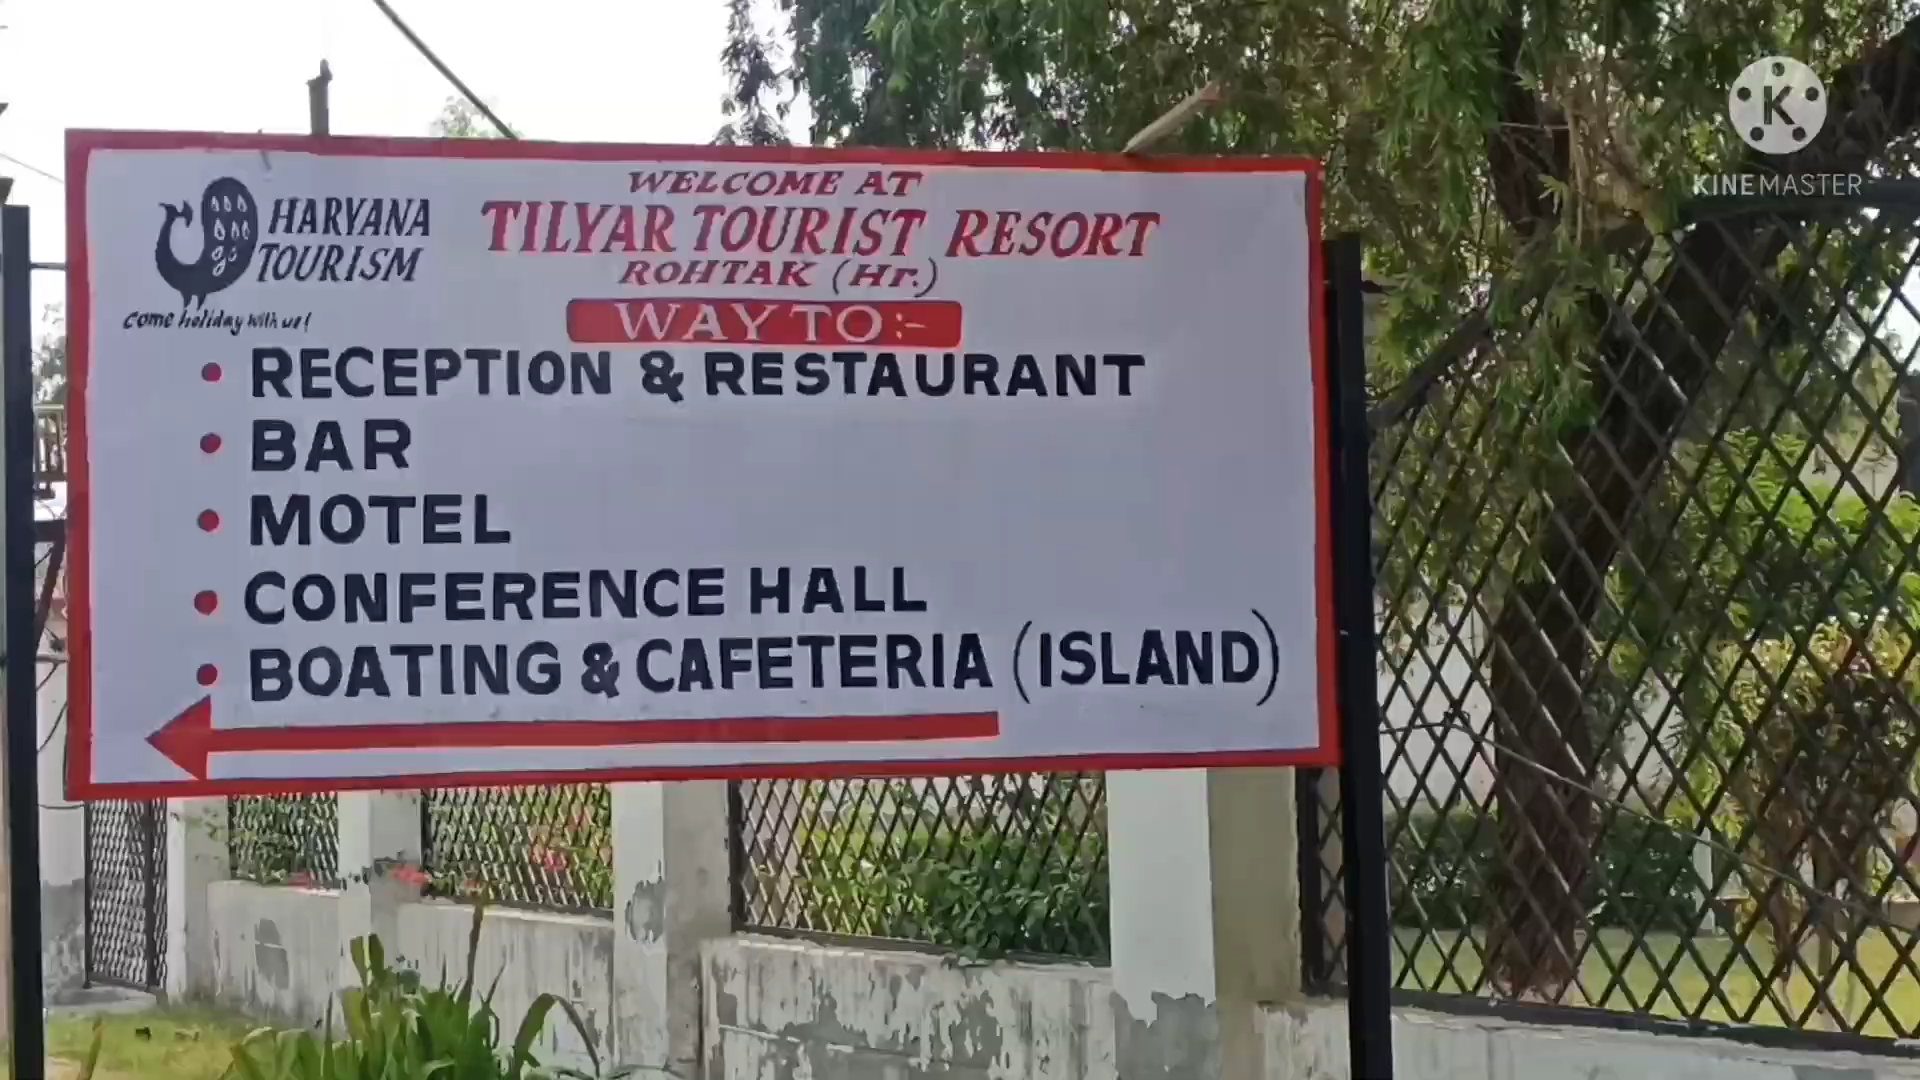 HARYANA
TOURISM
come holiday with us!
WELCOME AT
TILYAR TOURIST RESORT
ROHTAK (Hr.)
WAY TO:-
• RECEPTION & RESTAURANT
• BAR
• MOTEL
• CONFERENCE HALL
• BOATING & CAFETERIA (ISLAND)
K
KINEMASTER